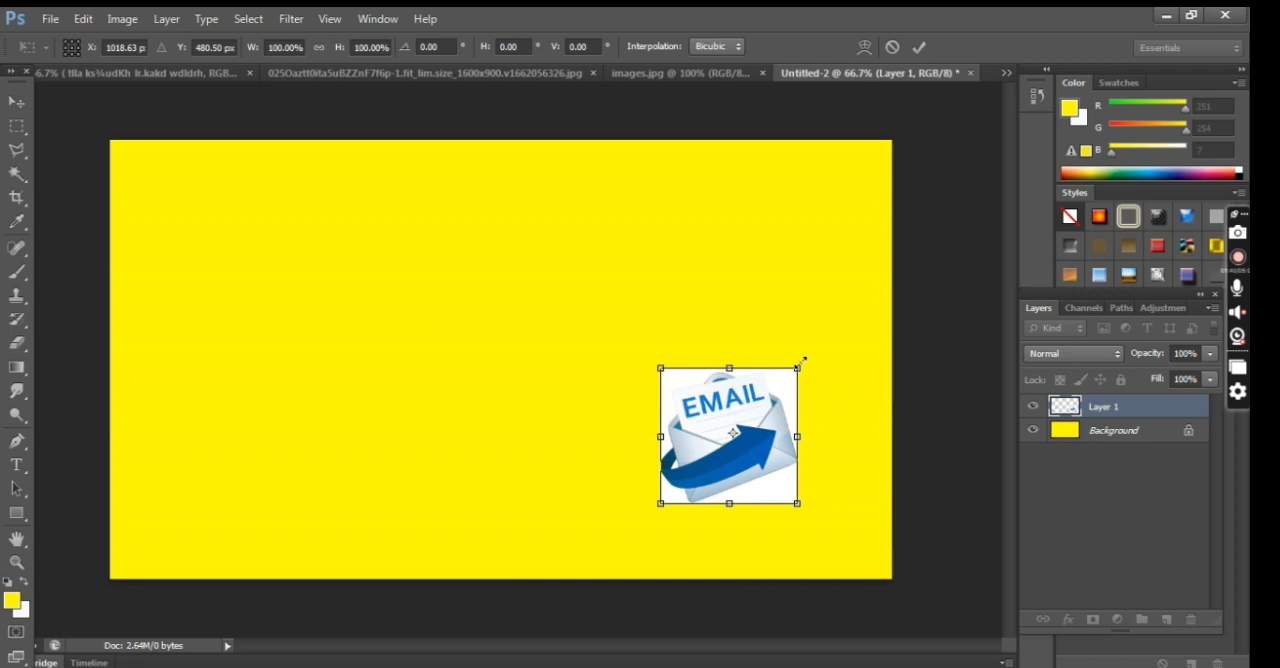 Ps File Edit Image Layer Type Select Filter View Window Help
X: 1018.63 p Y: 480.50 px W: 100.00% H: 100.00% 0.00 ° H: 0.00 ° V: 0.00 ° Interpolation: Bicubic Essentials
6.7% ( tlla ks¾udKh lr.kakd wdldrh, RGB... × 025Oaztt0ita5uBZZnF7f6p-1.fit_lim.size_1600x900.v1662056326.jpg × images.jpg @ 100% (RGB/8... × Untitled-2 @ 66.7% (Layer 1, RGB/8) * ×
Color Swatches
R 251
G 254
B 7
Styles
EMAIL
Layers Channels Paths Adjustmen
Kind
Normal Opacity: 100%
Lock: Fill: 100%
Layer 1
Background
Doc: 2.64M/0 bytes
ridge Timeline